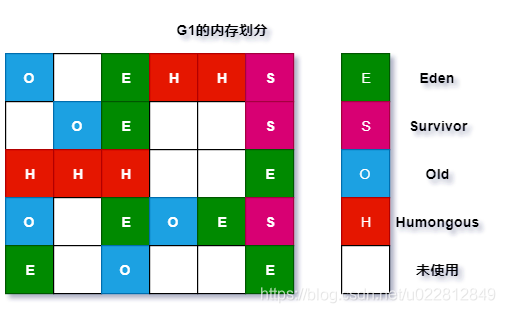 G1的内存划分
O E H H S E Eden
O E S S Survivor
H H H E O Old
O E O E S H Humongous
E O E 未使用
https://blog.csdn.net/u022812849